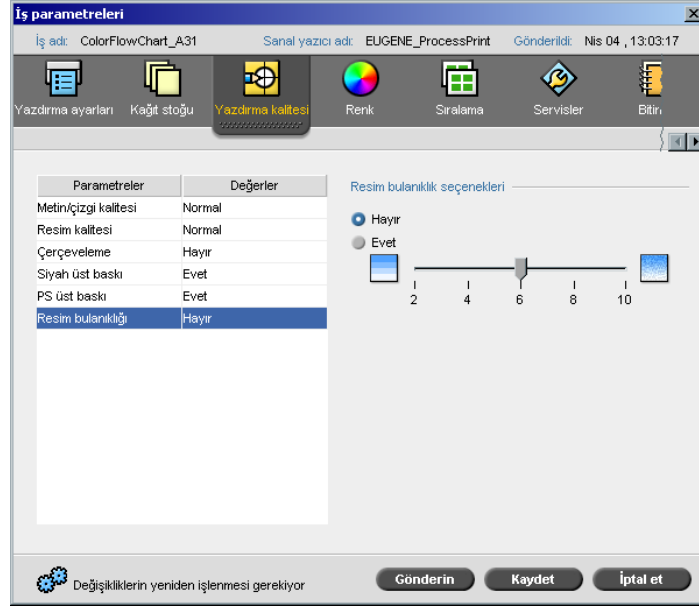 İş parametreleri
İş adı: ColorFlowChart_A31 Sanal yazıcı adı: EUGENE_ProcessPrint Gönderildi: Nis 04 , 13:03:17
Yazdırma ayarları Kağıt stoğu Yazdırma kalitesi Renk Sıralama Servisler
Parametreler Değerler
Metin/çizgi kalitesi Normal
Resim kalitesi Normal
Çerçeveleme Hayır
Siyah üst baskı Evet
PS üst baskı Evet
Resim bulanıklığı Hayır
Resim bulanıklık seçenekleri
Hayır
Evet
2 4 6 8 10
Değişikliklerin yeniden işlenmesi gerekiyor
Gönderin Kaydet İptal et